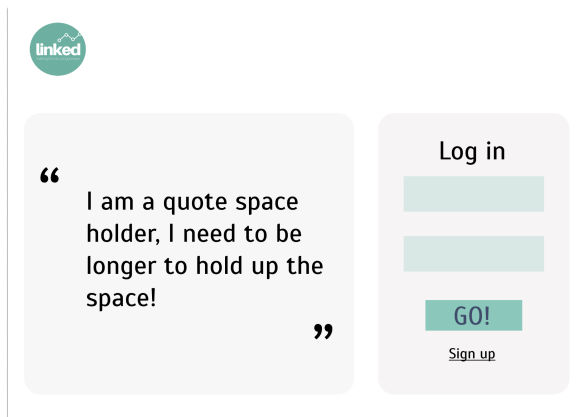 linked
Log in
“
I am a quote space
holder, I need to be
longer to hold up the
space!
”
GO!
Sign up